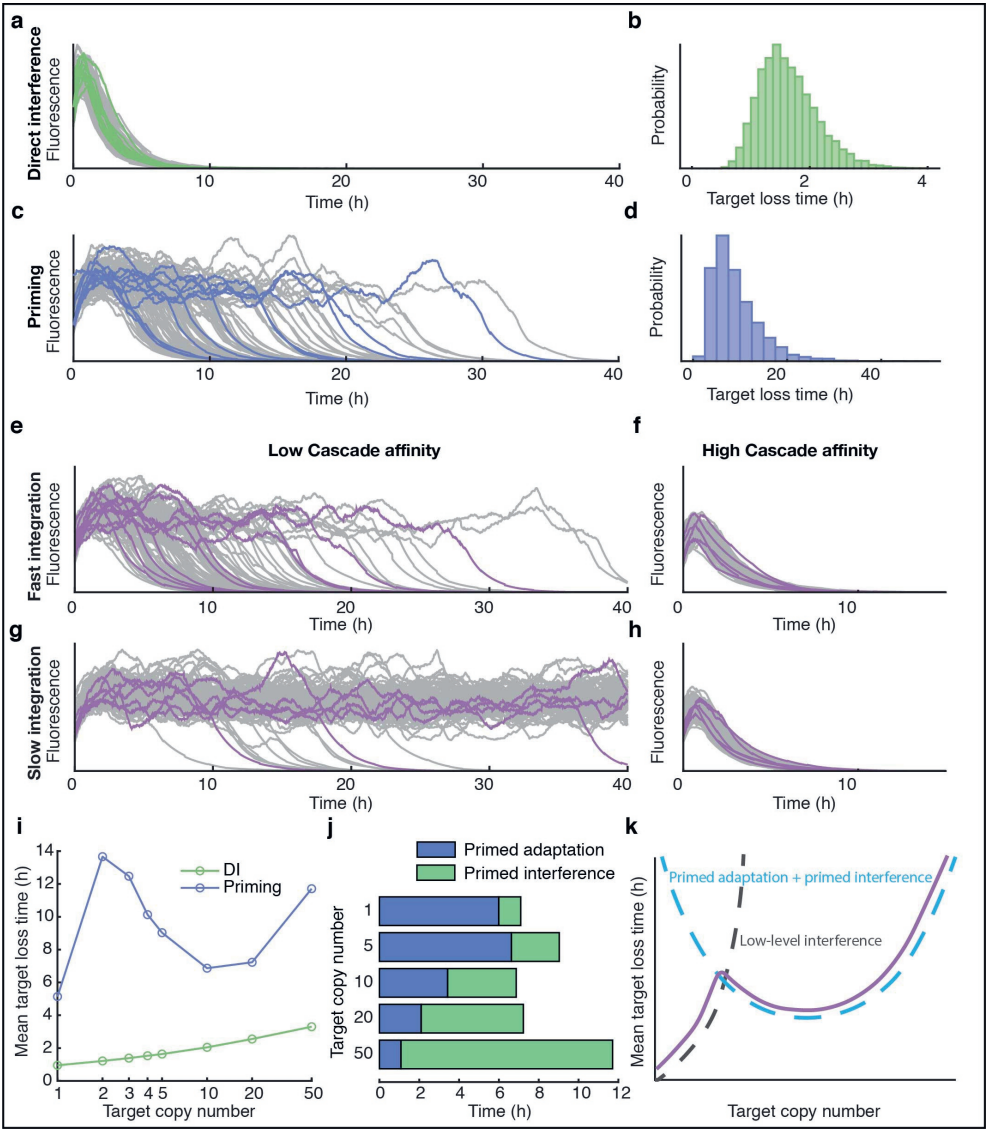 a
Direct interference
Fluorescence
0 10 20 30 40
Time (h)
b
Probability
0 2 4
Target loss time (h)
c
Priming
Fluorescence
0 10 20 30 40
Time (h)
d
Probability
0 20 40
Target loss time (h)
e
Low Cascade affinity
Fast integration
Fluorescence
0 10 20 30 40
Time (h)
f
High Cascade affinity
Fluorescence
0 10
Time (h)
g
Slow integration
Fluorescence
0 10 20 30 40
Time (h)
h
Fluorescence
0 10
Time (h)
i
Mean target loss time (h)
14
12
10
8
6
4
2
0
DI
Priming
1 2 3 4 5 10 20 50
Target copy number
j
Primed adaptation
Primed interference
Target copy number
1
5
10
20
50
0 2 4 6 8 10 12
Time (h)
k
Mean target loss time (h)
Primed adaptation + primed interference
Low-level interference
Target copy number